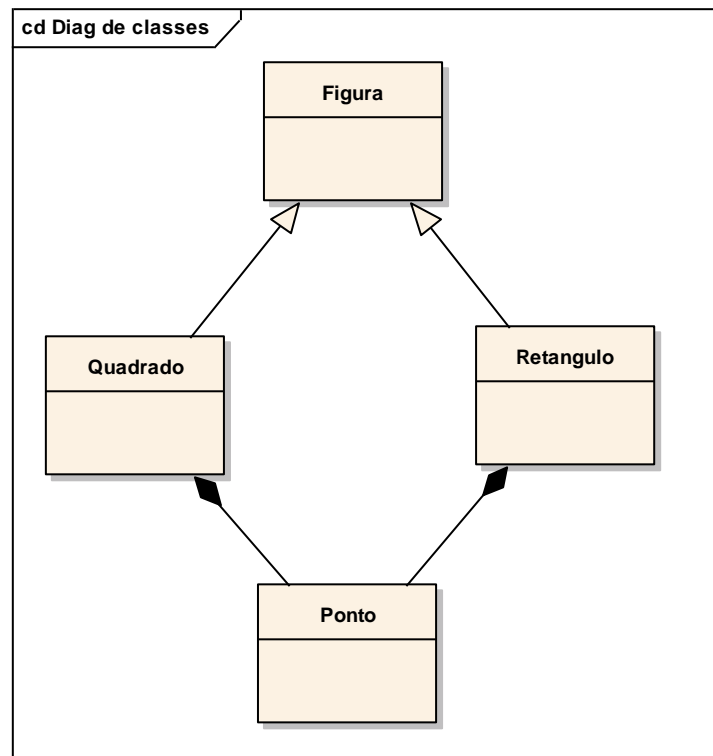 cd Diag de classes
Figura
Quadrado
Retangulo
Ponto